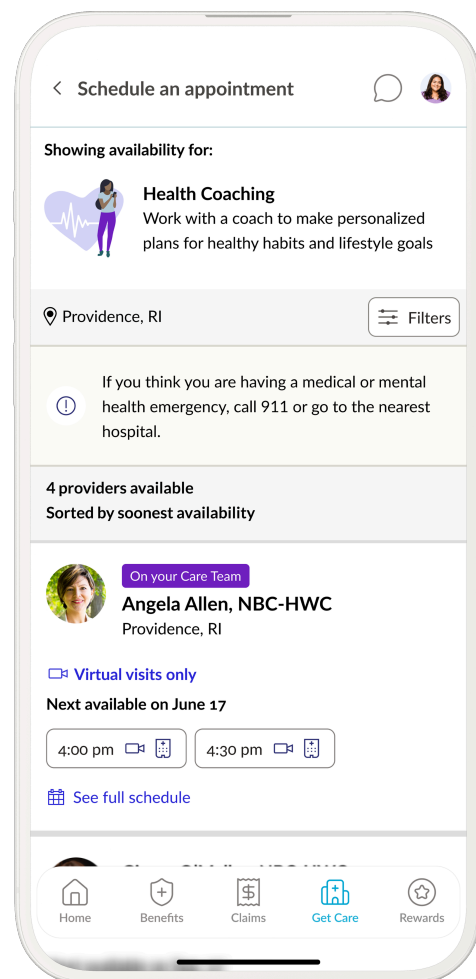 Schedule an appointment
Showing availability for:
Health Coaching
Work with a coach to make personalized
plans for healthy habits and lifestyle goals
Providence, RI
Filters
If you think you are having a medical or mental
health emergency, call 911 or go to the nearest
hospital.
4 providers available
Sorted by soonest availability
On your Care Team
Angela Allen, NBC-HWC
Providence, RI
Virtual visits only
Next available on June 17
4:00 pm
4:30 pm
See full schedule
Home
Benefits
Claims
Get Care
Rewards